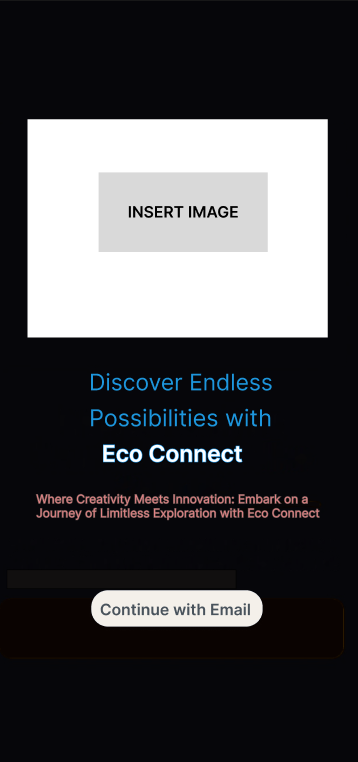 INSERT IMAGE
Discover Endless
Possibilities with
Eco Connect
Where Creativity Meets Innovation: Embark on a
Journey of Limitless Exploration with Eco Connect
Continue with Email